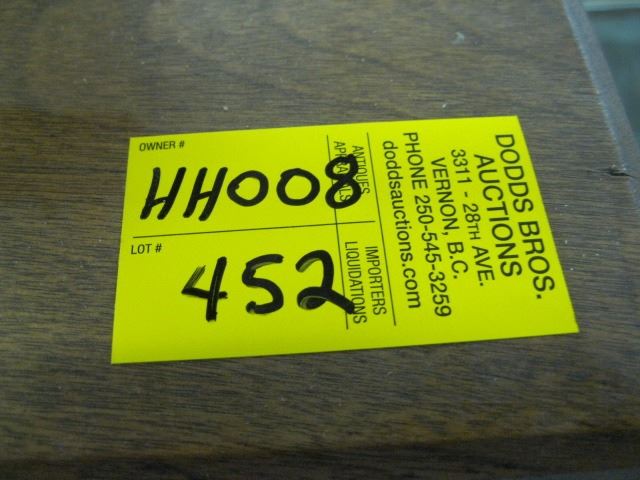 OWNER #
HH008
LOT #
452
ANTIQUES
APPRAISALS
IMPORTERS
LIQUIDATIONS
DODDS BROS.
AUCTIONS
3311 - 28TH AVE.
VERNON, B.C.
PHONE 250-545-3259
doddsauctions.com